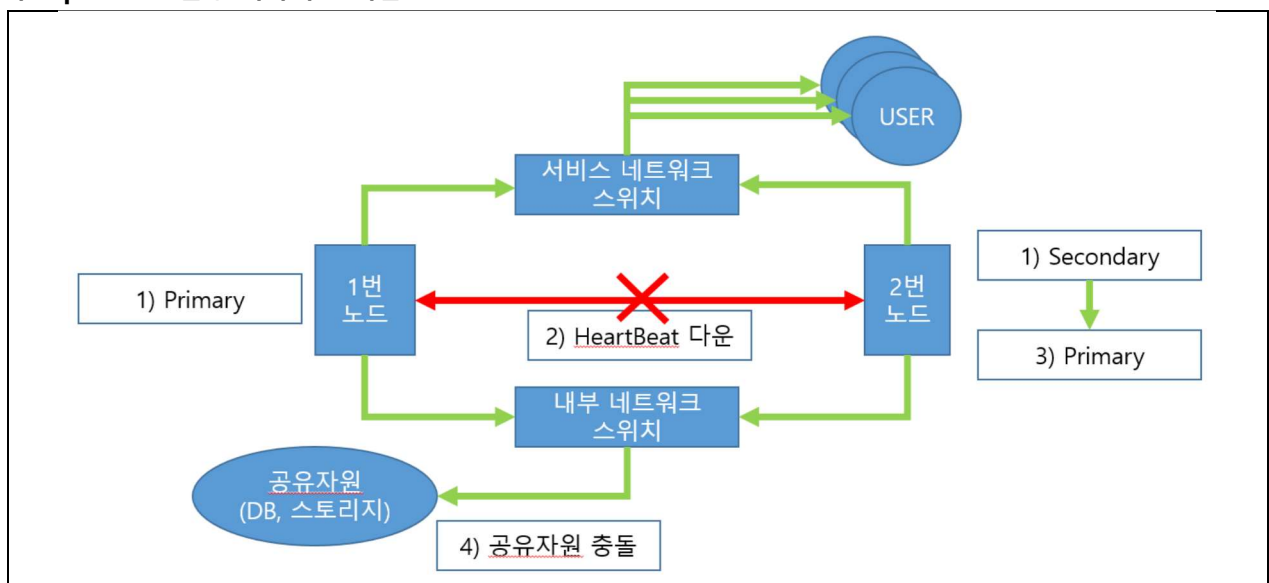 USER
서비스 네트워크
스위치
1) Primary
1번
노드
2) HeartBeat 다운
2번
노드
1) Secondary
3) Primary
내부 네트워크
스위치
공유자원
(DB, 스토리지)
4) 공유자원 충돌